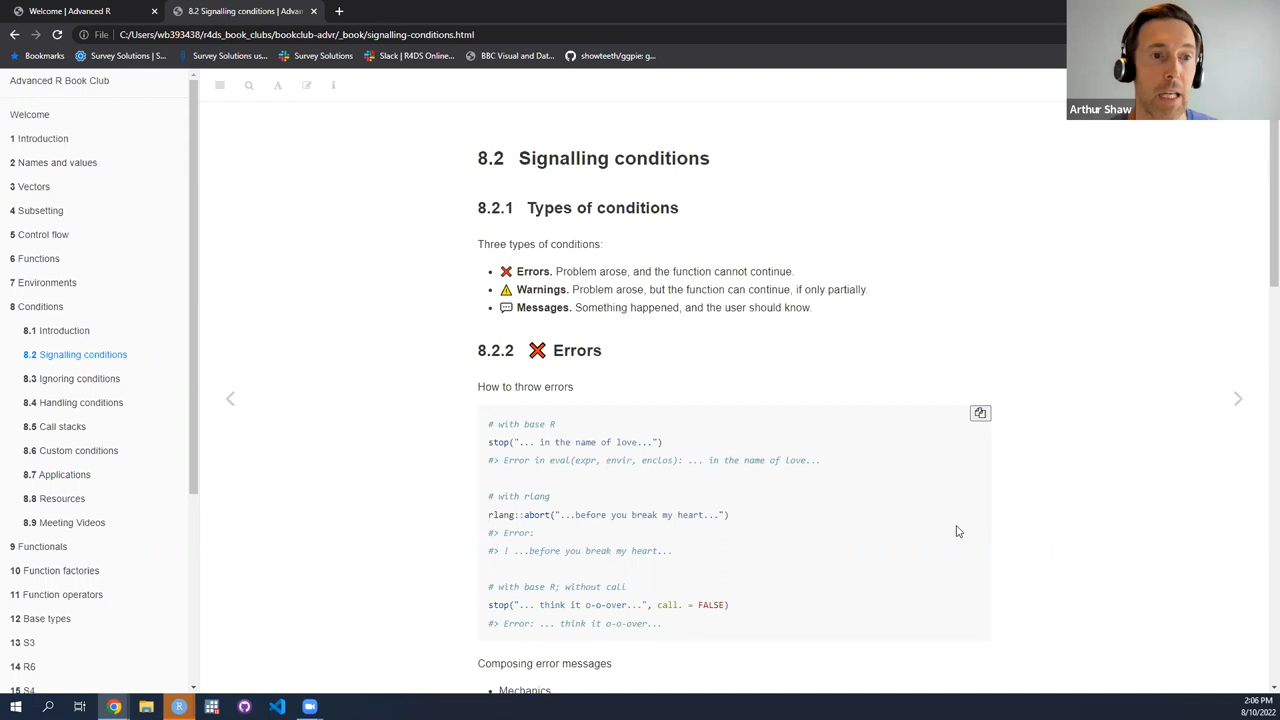 Welcome | Advanced R
8.2 Signalling conditions | Advan
File
C:/Users/wb393438/r4ds_book_clubs/bookclub-advr/_book/signalling-conditions.html
Bookmarks
Survey Solutions | S...
Survey Solutions us...
Survey Solutions
Slack | R4DS Online...
BBC Visual and Dat...
showteeth/ggpie: g...
Arthur Shaw
Advanced R Book Club
Welcome
1 Introduction
2 Names and values
3 Vectors
4 Subsetting
5 Control flow
6 Functions
7 Environments
8 Conditions
8.1 Introduction
8.2 Signalling conditions
8.3 Ignoring conditions
8.4 Handling conditions
8.5 Call stacks
8.6 Custom conditions
8.7 Applications
8.8 Resources
8.9 Meeting Videos
9 Functionals
10 Function factories
11 Function operators
12 Base types
13 S3
14 R6
15 S4
8.2 Signalling conditions
8.2.1 Types of conditions
Three types of conditions:
Errors. Problem arose, and the function cannot continue.
Warnings. Problem arose, but the function can continue, if only partially.
Messages. Something happened, and the user should know.
8.2.2 ❌ Errors
How to throw errors
# with base R
stop("... in the name of love...")
#> Error in eval(expr, envir, enclos): ... in the name of love...
# with rlang
rlang::abort("...before you break my heart...")
#> Error:
#> ! ...before you break my heart...
# with base R; without call
stop("... think it o-o-over...", call. = FALSE)
#> Error: ... think it o-o-over...
Composing error messages
Mechanics.
2:06 PM
8/10/2022